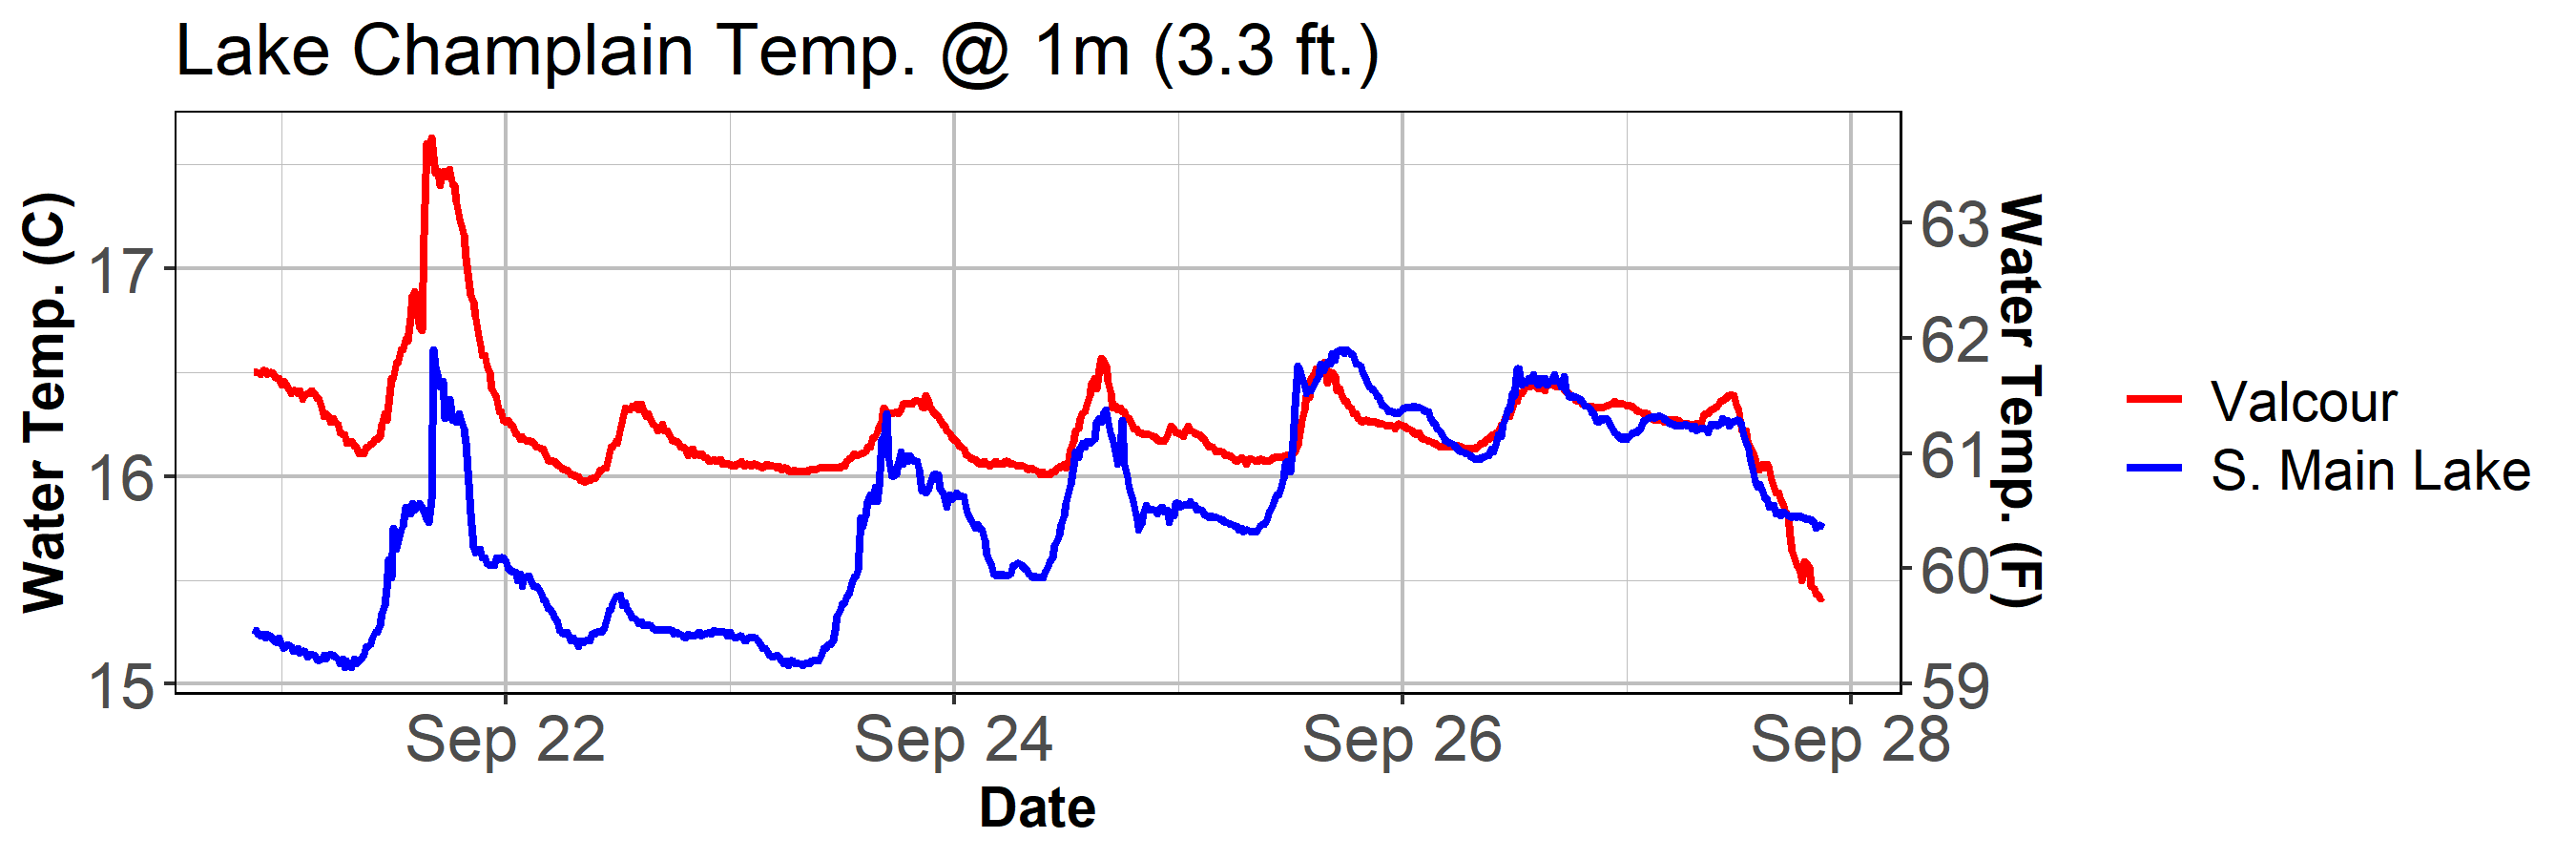 Lake Champlain Temp. @ 1m (3.3 ft.)
Water Temp. (C)
17
16
15
63
62
61
60
59
Water Temp. (F)
Valcour
S. Main Lake
Sep 22
Sep 24
Sep 26
Sep 28
Date